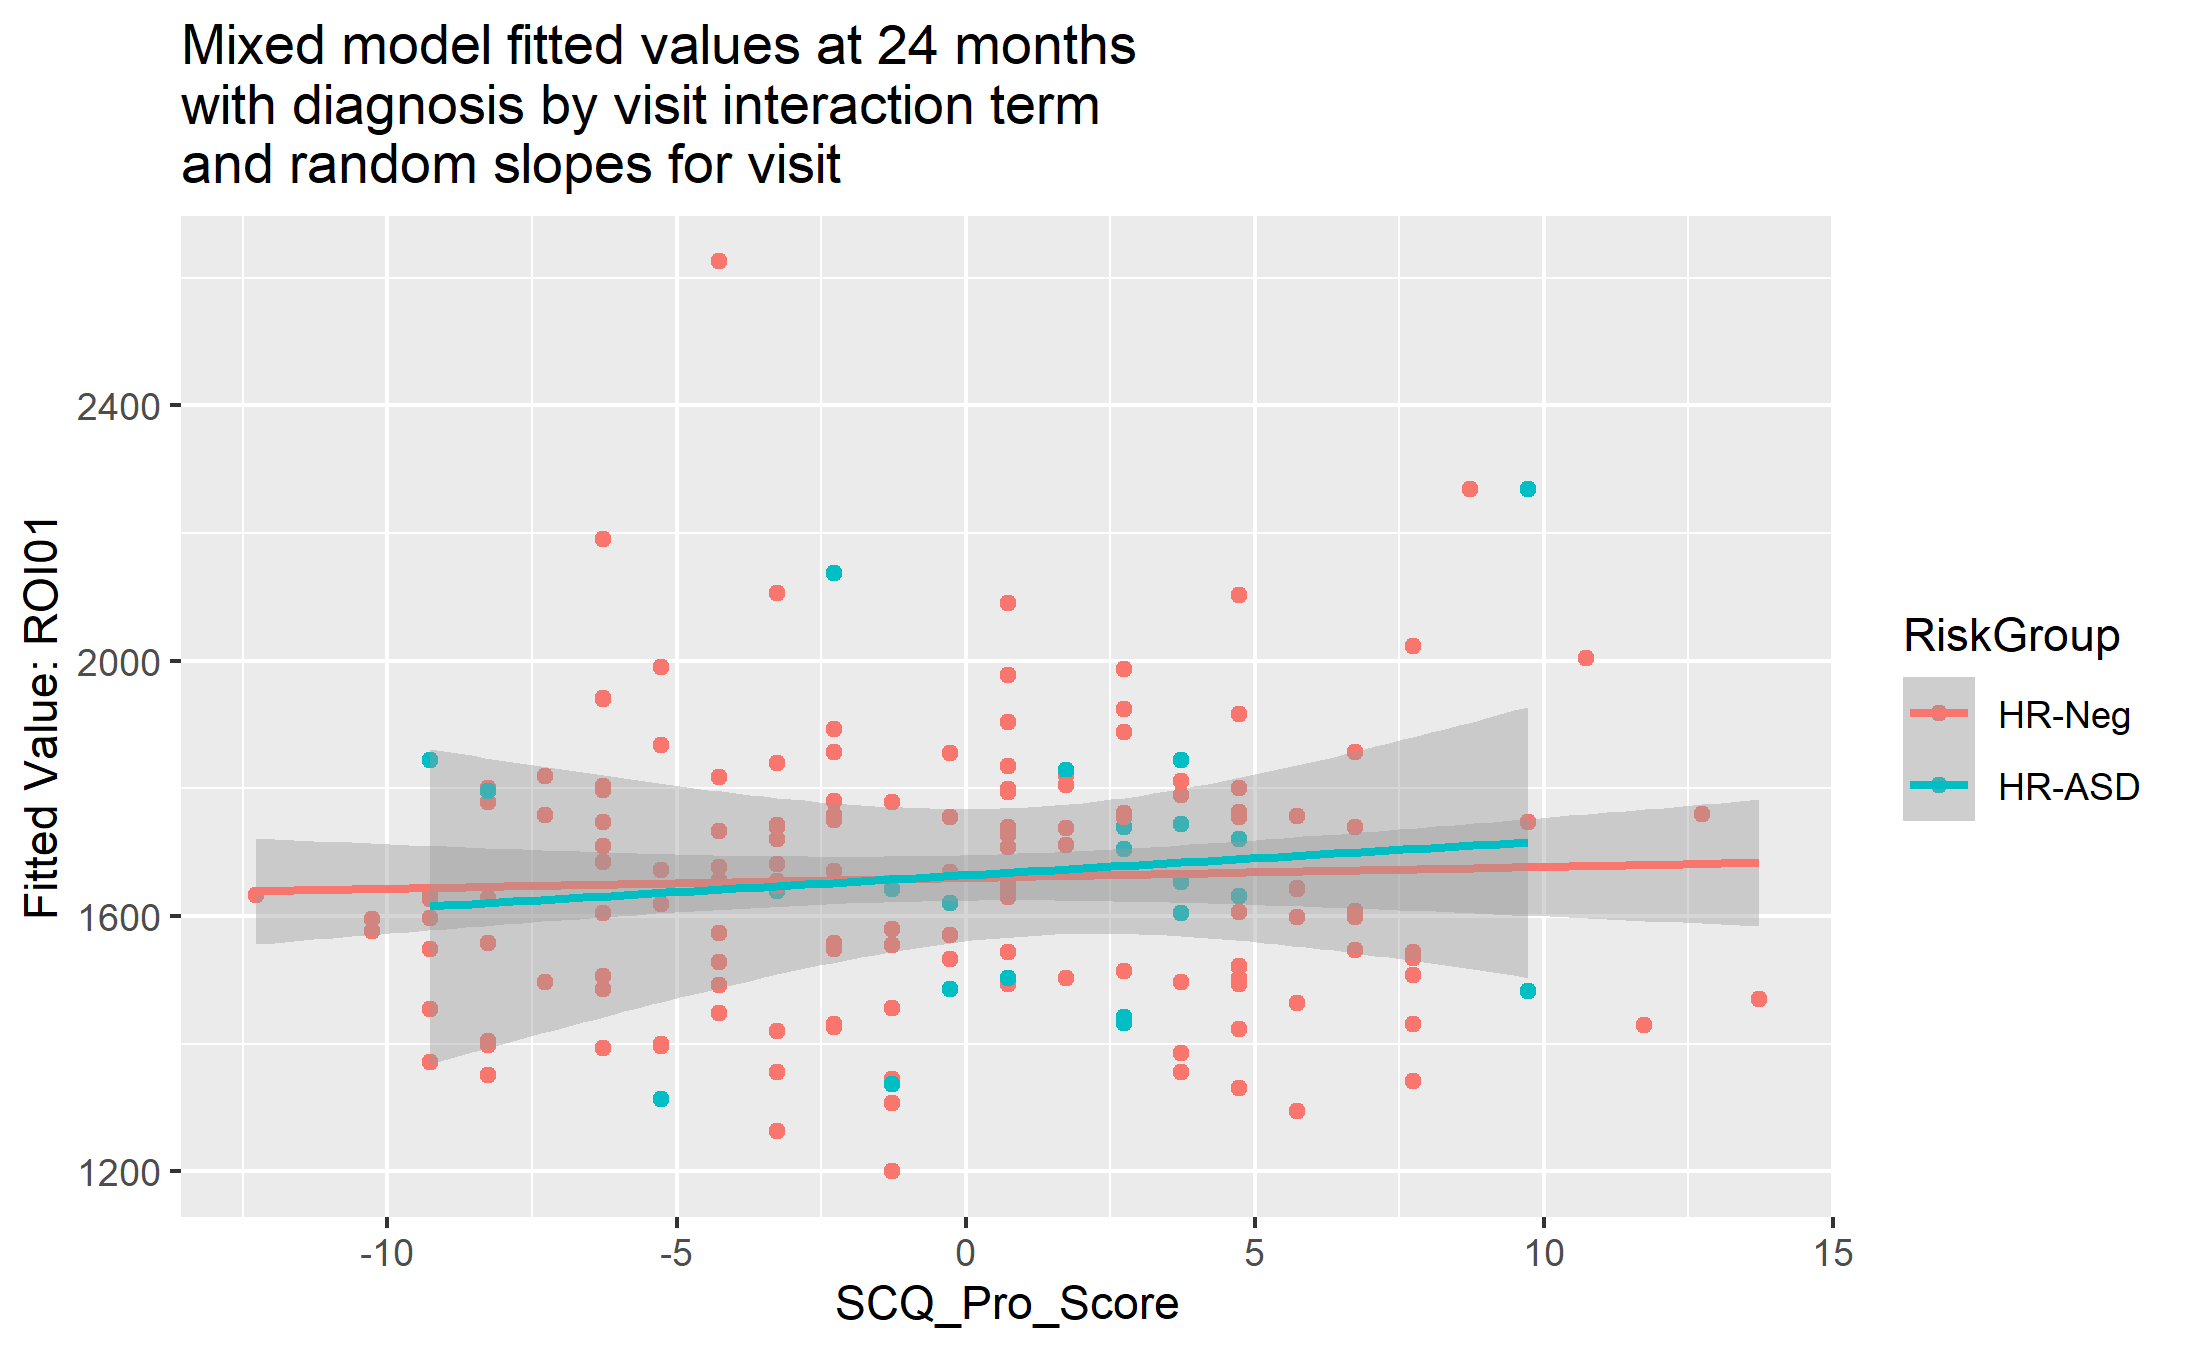 Mixed model fitted values at 24 months
with diagnosis by visit interaction term
and random slopes for visit
Fitted Value: ROI01
2400
2000
1600
1200
-10
-5
0
5
10
15
SCQ_Pro_Score
RiskGroup
HR-Neg
HR-ASD